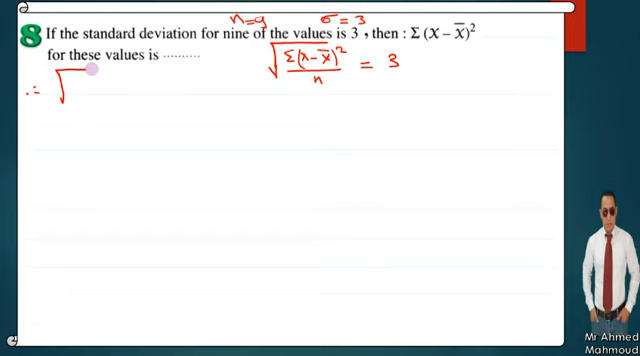 n=9 σ=3
8 If the standard deviation for nine of the values is 3 , then : Σ (X – X̄)²
for these values is ..........
√(Σ(x-x̄)²/n) = 3
∴ √
Mr Ahmed
Mahmoud